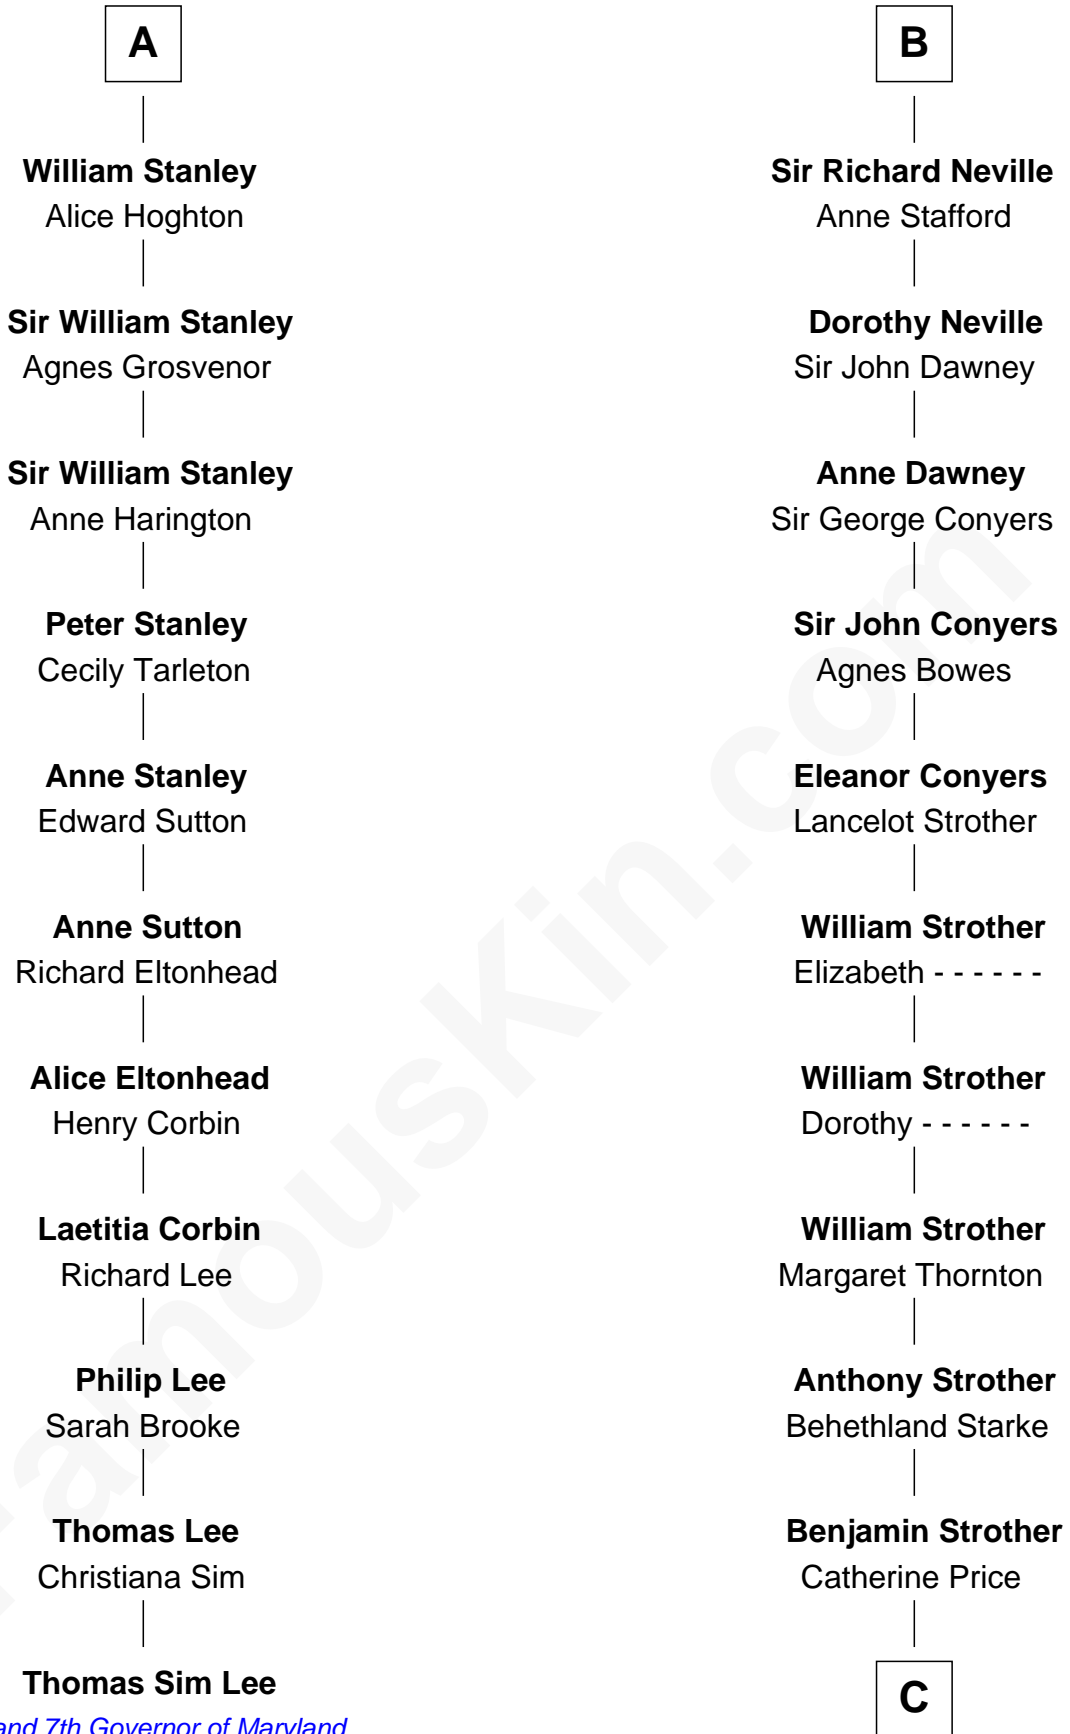 A
William Stanley
Alice Hoghton
Sir William Stanley
Agnes Grosvenor
Sir William Stanley
Anne Harington
Peter Stanley
Cecily Tarleton
Anne Stanley
Edward Sutton
Anne Sutton
Richard Eltonhead
Alice Eltonhead
Henry Corbin
Laetitia Corbin
Richard Lee
Philip Lee
Sarah Brooke
Thomas Lee
Christiana Sim
Thomas Sim Lee
and 7th Governor of Maryland
B
Sir Richard Neville
Anne Stafford
Dorothy Neville
Sir John Dawney
Anne Dawney
Sir George Conyers
Sir John Conyers
Agnes Bowes
Eleanor Conyers
Lancelot Strother
William Strother
Elizabeth - - - - - -
William Strother
Dorothy - - - - - -
William Strother
Margaret Thornton
Anthony Strother
Behethland Starke
Benjamin Strother
Catherine Price
C
FamousKin.com